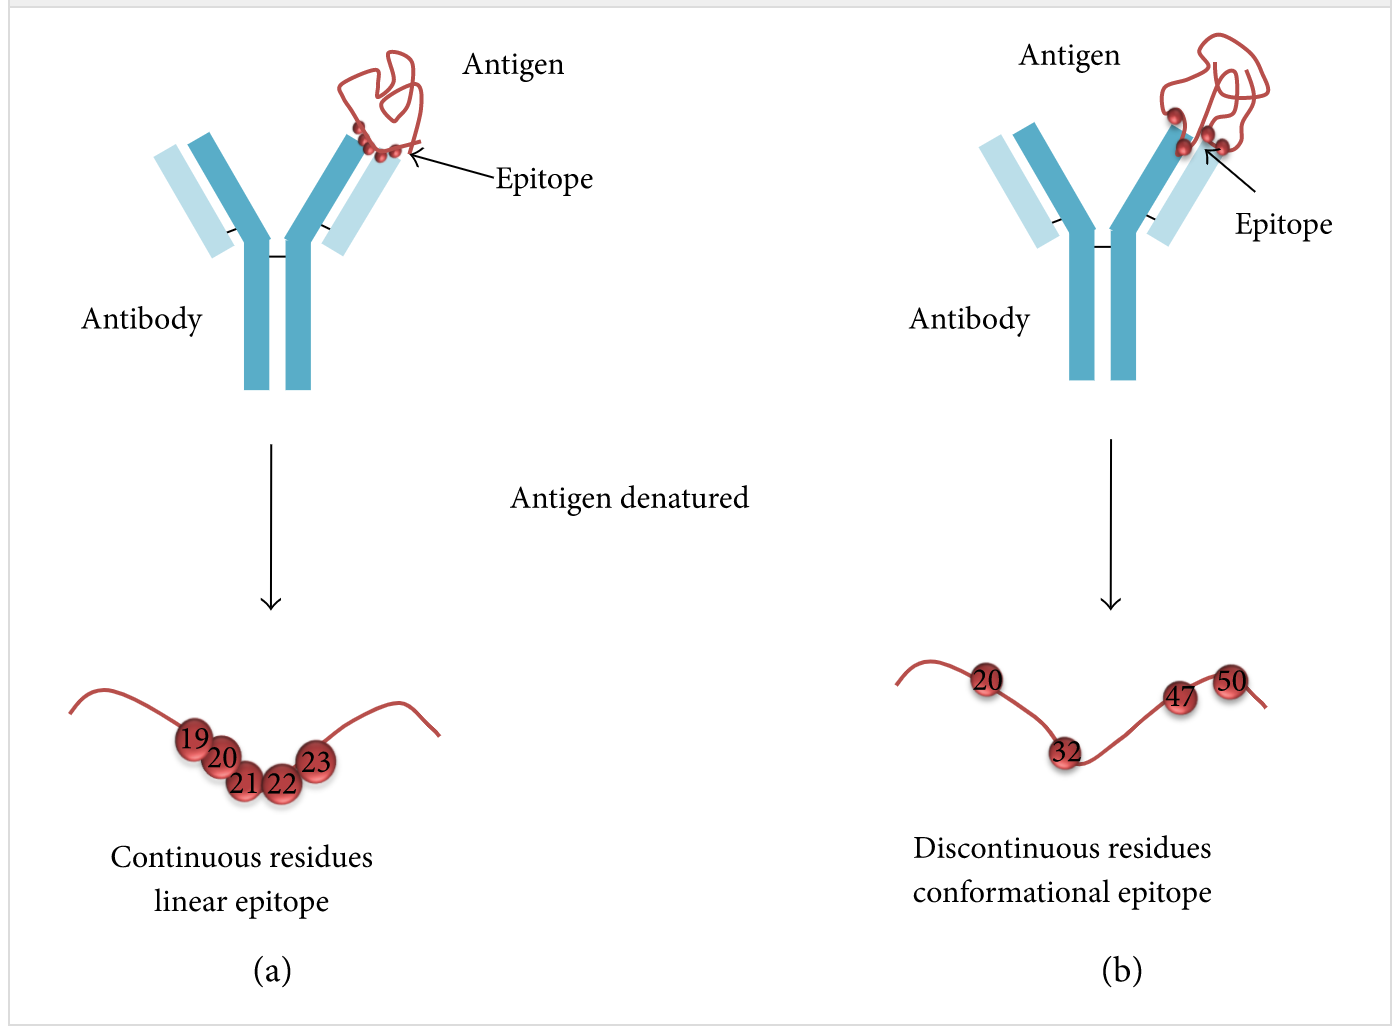 Antigen
Epitope
Antibody
Antigen
Epitope
Antibody
Antigen denatured
19
20
21
22
23
Continuous residues
linear epitope
(a)
20
32
47
50
Discontinuous residues
conformational epitope
(b)